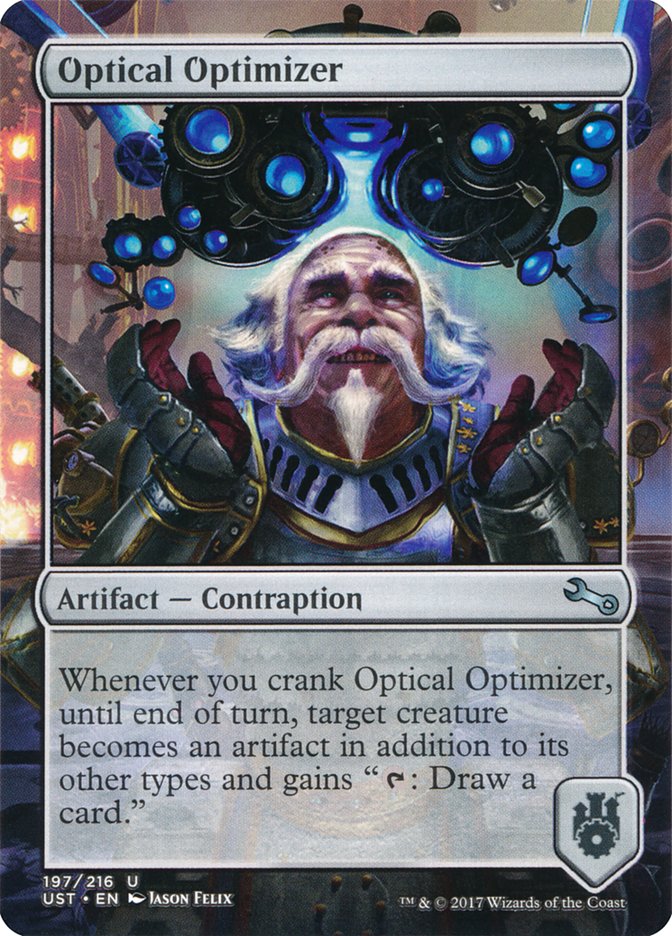 Optical Optimizer
Artifact — Contraption
Whenever you crank Optical Optimizer,
until end of turn, target creature
becomes an artifact in addition to its
other types and gains “ : Draw a
card.”
197/216 U
UST • EN Jason Felix
™ & © 2017 Wizards of the Coast